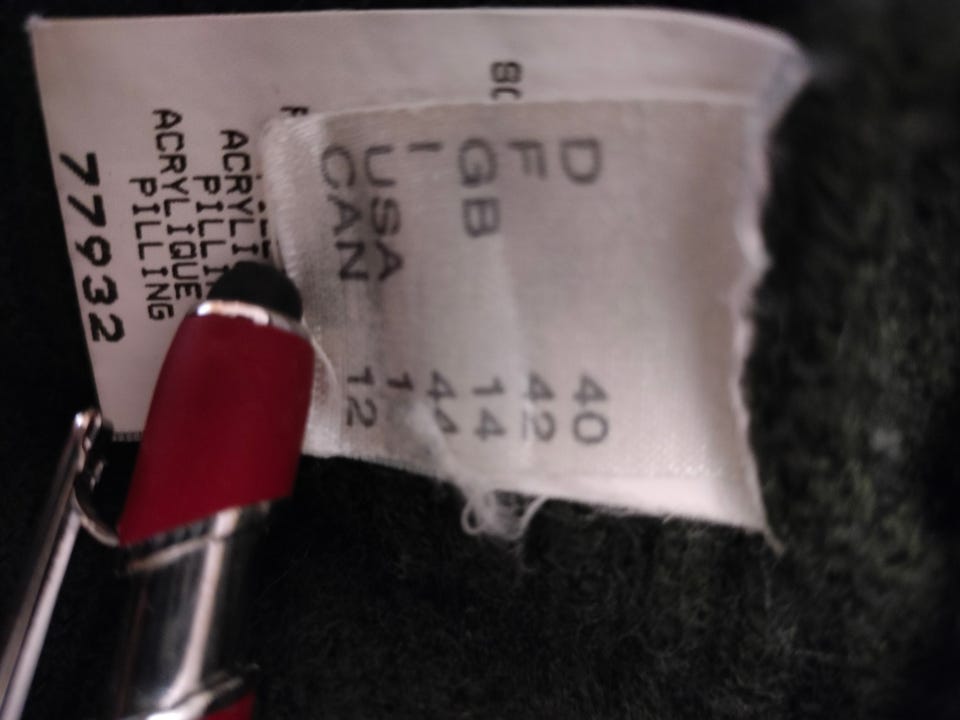 D 40
F 42
GB 14
I 44
USA 1
CAN 12
ACRYLI
PILLI
ACRYLIQUE
PILLING
77932